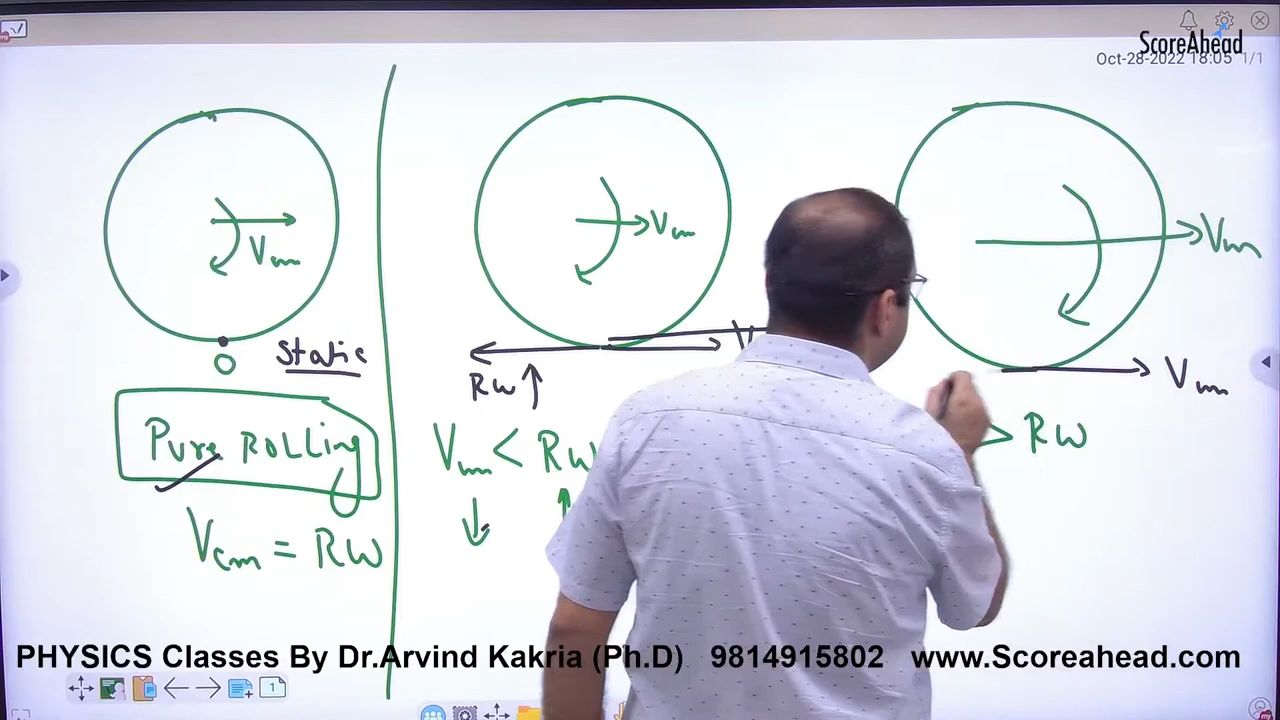 ScoreAhead
Oct-28-2022 18:05 1/1
Vcm
O
Static
Pure ROLLing
Vcm = Rω
Vcm
Rω ↑
Vcm < Rω
↓ ↑
Vcm
Vcm
> Rω
PHYSICS Classes By Dr.Arvind Kakria (Ph.D) 9814915802 www.Scoreahead.com
1